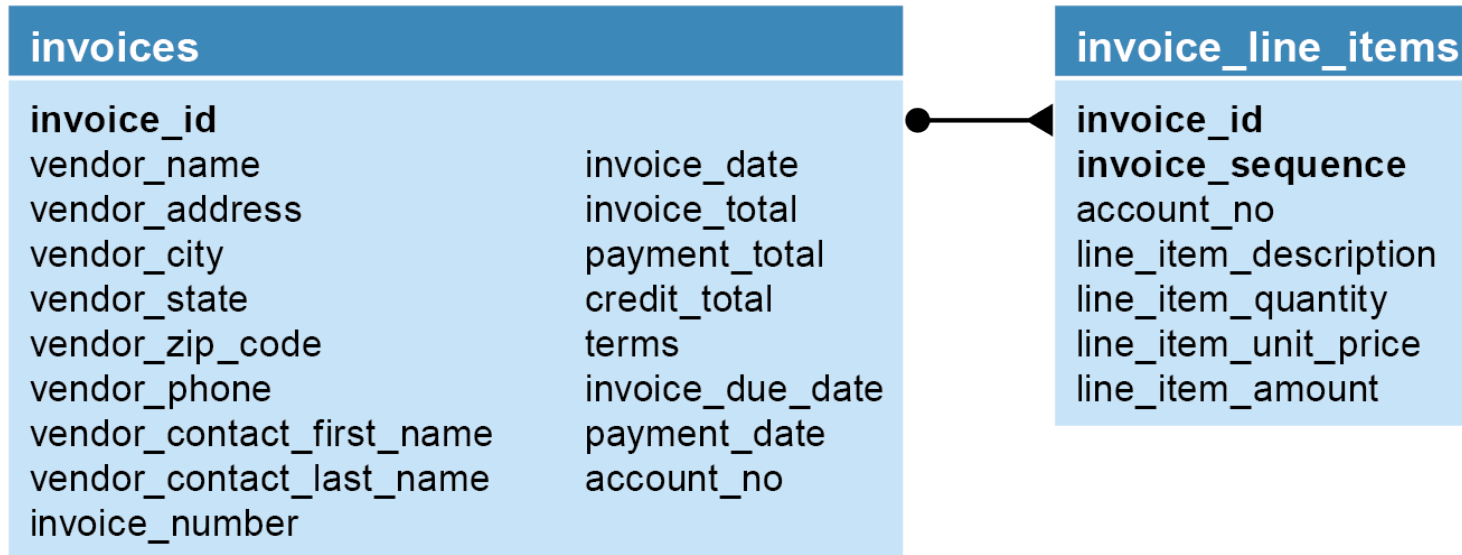 invoices
invoice_id
vendor_name
vendor_address
vendor_city
vendor_state
vendor_zip_code
vendor_phone
vendor_contact_first_name
vendor_contact_last_name
invoice_number
invoice_date
invoice_total
payment_total
credit_total
terms
invoice_due_date
payment_date
account_no
invoice_line_items
invoice_id
invoice_sequence
account_no
line_item_description
line_item_quantity
line_item_unit_price
line_item_amount